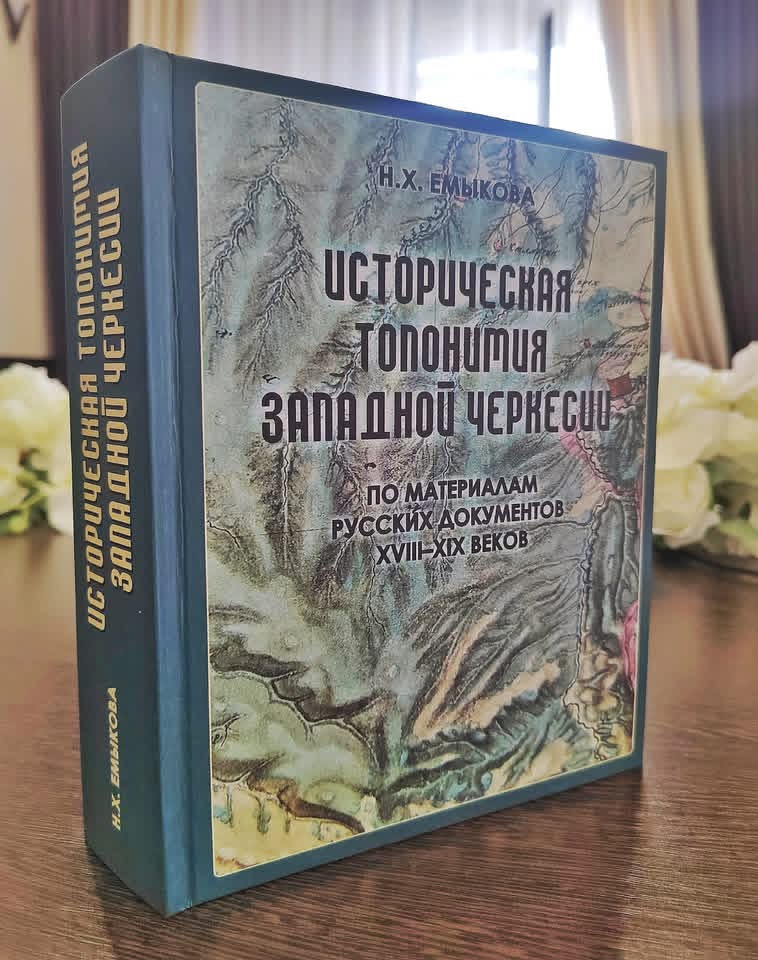 ИСТОРИЧЕСКАЯ ТОПОНИМИЯ
ЗАПАДНОЙ ЧЕРКЕСИИ
Н.Х. ЕМЫКОВА
Н.Х. ЕМЫКОВА
ИСТОРИЧЕСКАЯ
ТОПОНИМИЯ
ЗАПАДНОЙ ЧЕРКЕСИИ
ПО МАТЕРИАЛАМ
РУССКИХ ДОКУМЕНТОВ
XVIII–XIX ВЕКОВ